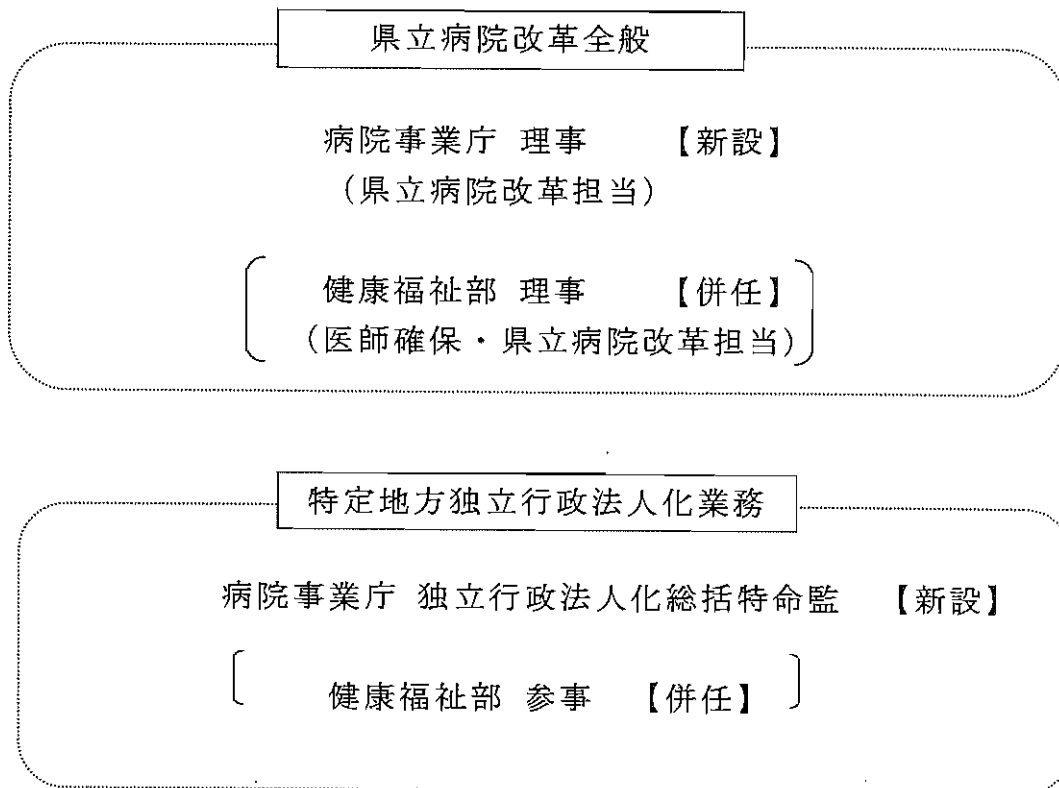 県立病院改革全般
病院事業庁 理事 【新設】
（県立病院改革担当）
健康福祉部 理事 【併任】
（医師確保・県立病院改革担当）
特定地方独立行政法人化業務
病院事業庁 独立行政法人化総括特命監 【新設】
健康福祉部 参事 【併任】